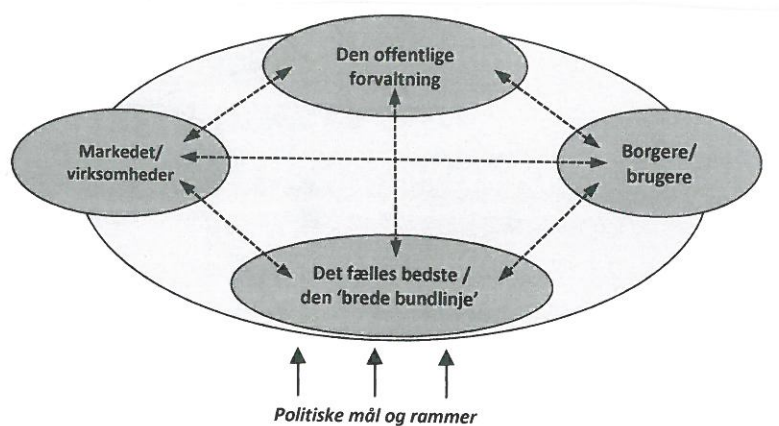 Den offentlige
forvaltning
Markedet/
virksomheder
Borgere/
brugere
Det fælles bedste /
den 'brede bundlinje'
Politiske mål og rammer